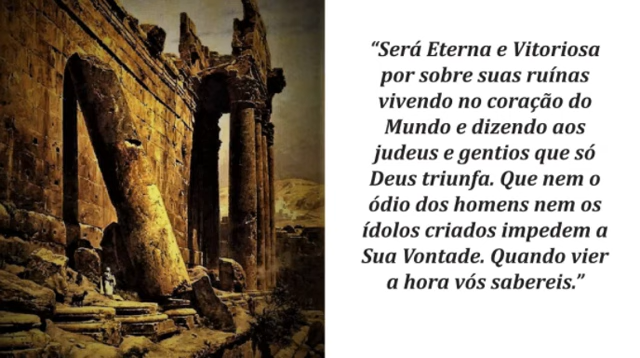 “Será Eterna e Vitoriosa
por sobre suas ruínas
vivendo no coração do
Mundo e dizendo aos
judeus e gentios que só
Deus triunfa. Que nem o
ódio dos homens nem os
ídolos criados impedem a
Sua Vontade. Quando vier
a hora vós sabereis.”